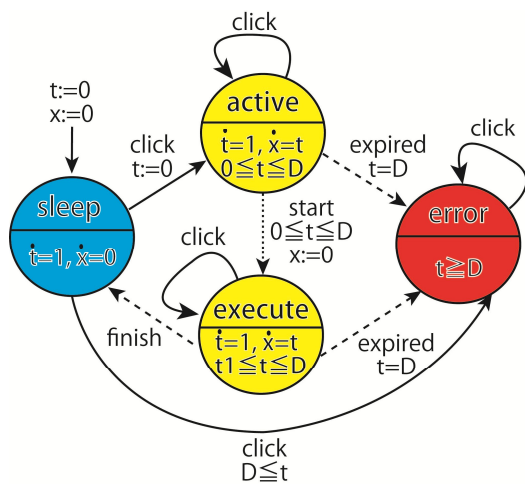 click
t:=0
x:=0
active
ṫ=1, ẋ=t
0≦t≦D
click
t:=0
expired
t=D
click
sleep
ṫ=1, ẋ=0
error
t≧D
start
0≦t≦D
x:=0
click
execute
ṫ=1, ẋ=t
t1≦t≦D
finish
expired
t=D
click
D≦t